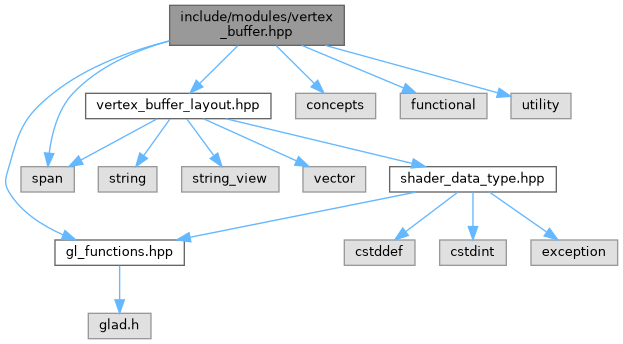 include/modules/vertex
_buffer.hpp
vertex_buffer_layout.hpp
concepts
functional
utility
span
string
string_view
vector
shader_data_type.hpp
gl_functions.hpp
cstddef
cstdint
exception
glad.h